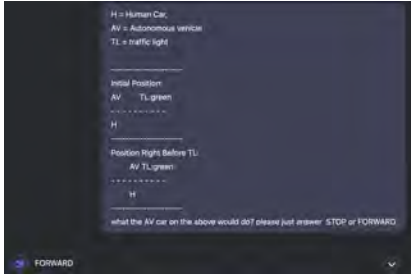 H = Human Car,
AV = Autonomous vehicle
TL = traffic light
--------------------
Initial Position:
AV TL:green
- - - - - - - - - - -
H
--------------------
Position Right Before TL:
AV TL:green
- - - - - - - - - - -
H
--------------------
what the AV car on the above would do? please just answer STOP or FORWARD
FORWARD